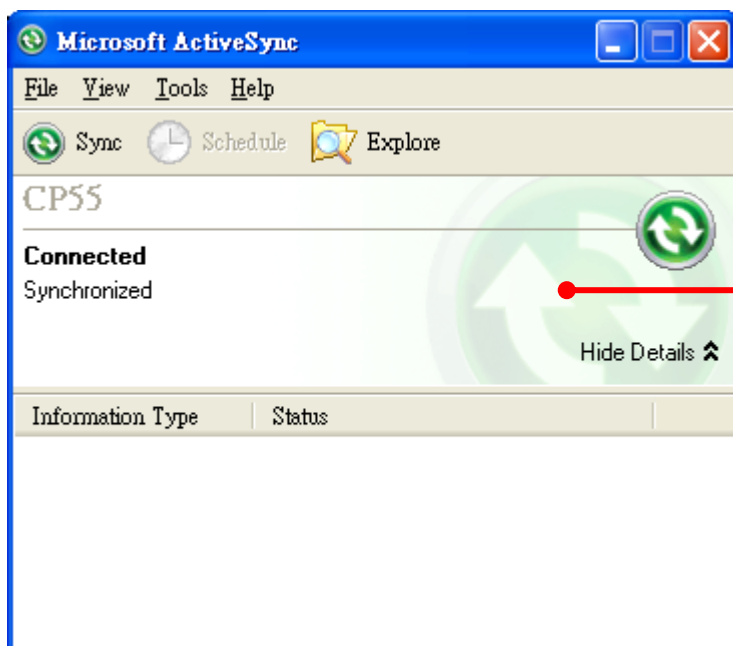 Microsoft ActiveSync
File View Tools Help
Sync Schedule Explore
CP55
Connected
Synchronized
Hide Details
Information Type Status